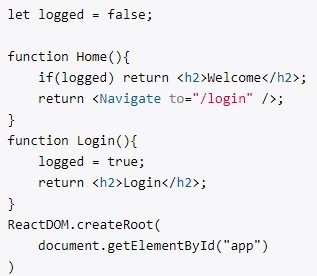 let logged = false;
function Home(){
if(logged) return <h2>Welcome</h2>;
return <Navigate to="/login" />;
}
function Login(){
logged = true;
return <h2>Login</h2>;
}
ReactDOM.createRoot(
document.getElementById("app")
)